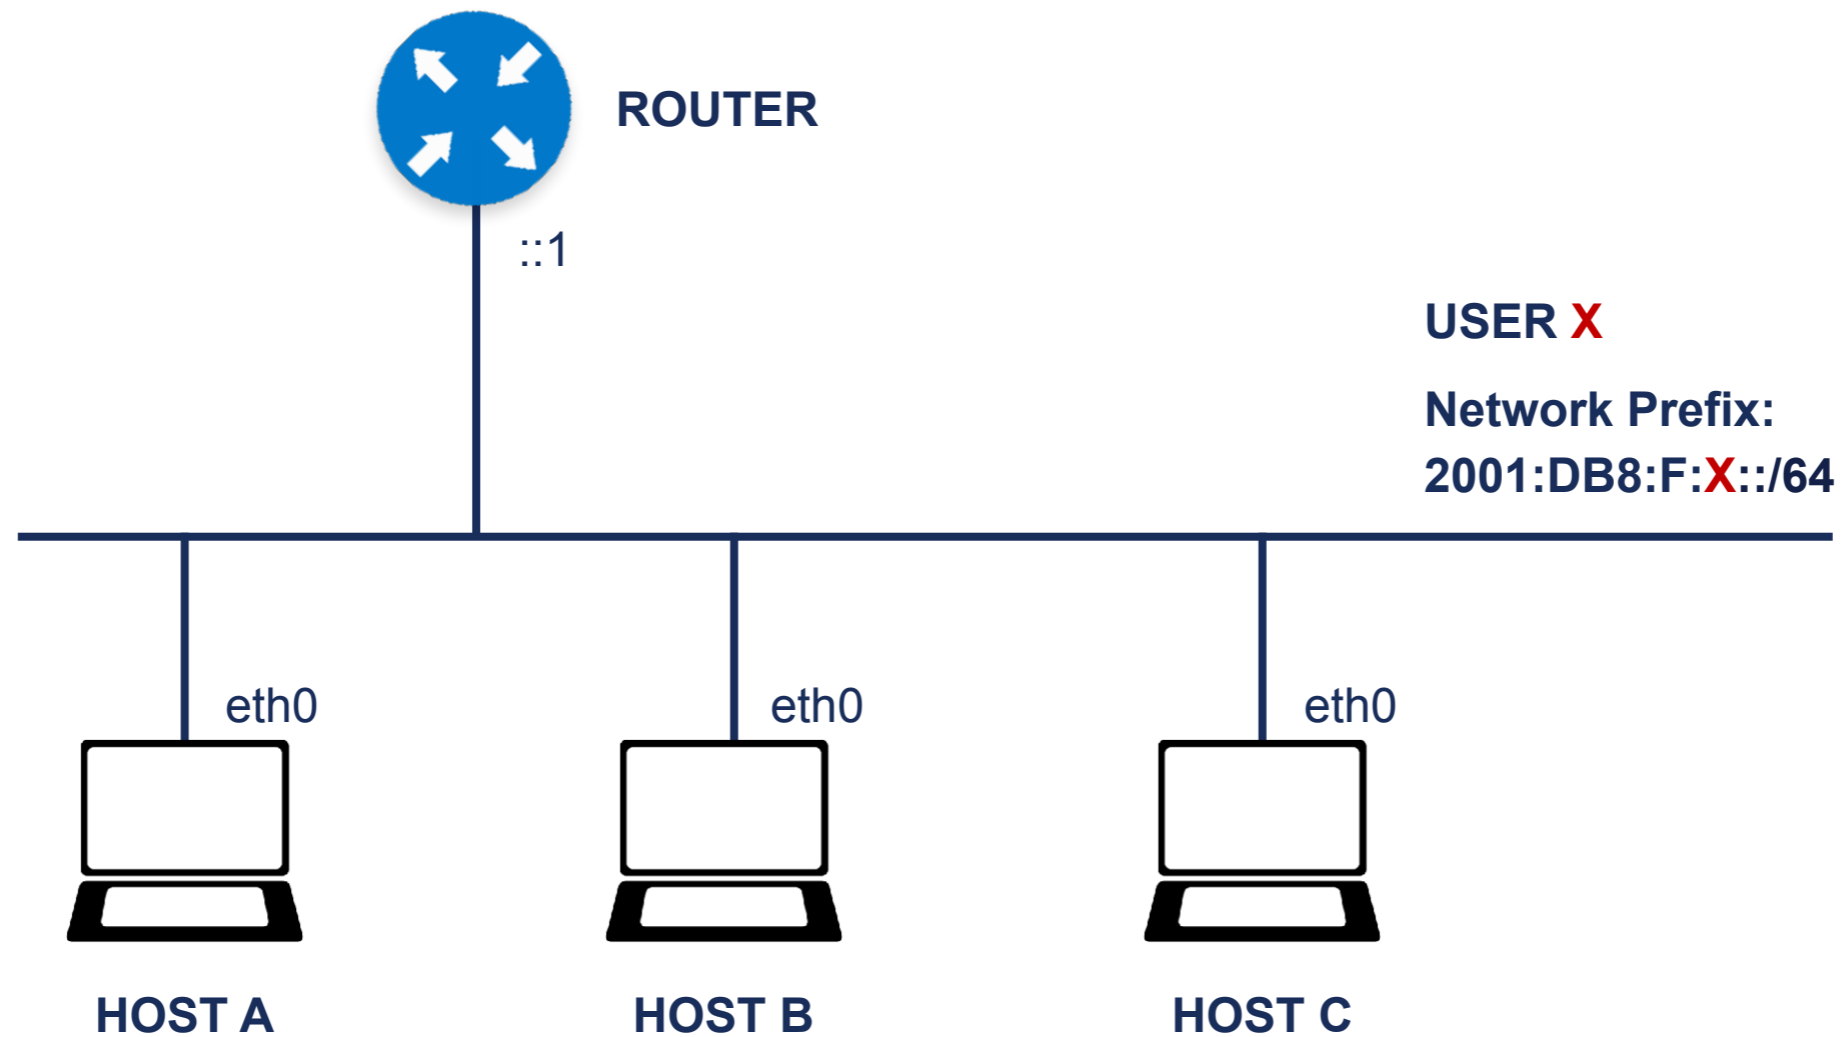 ROUTER
::1
USER X
Network Prefix:
2001:DB8:F:X::/64
eth0
eth0
eth0
HOST A
HOST B
HOST C